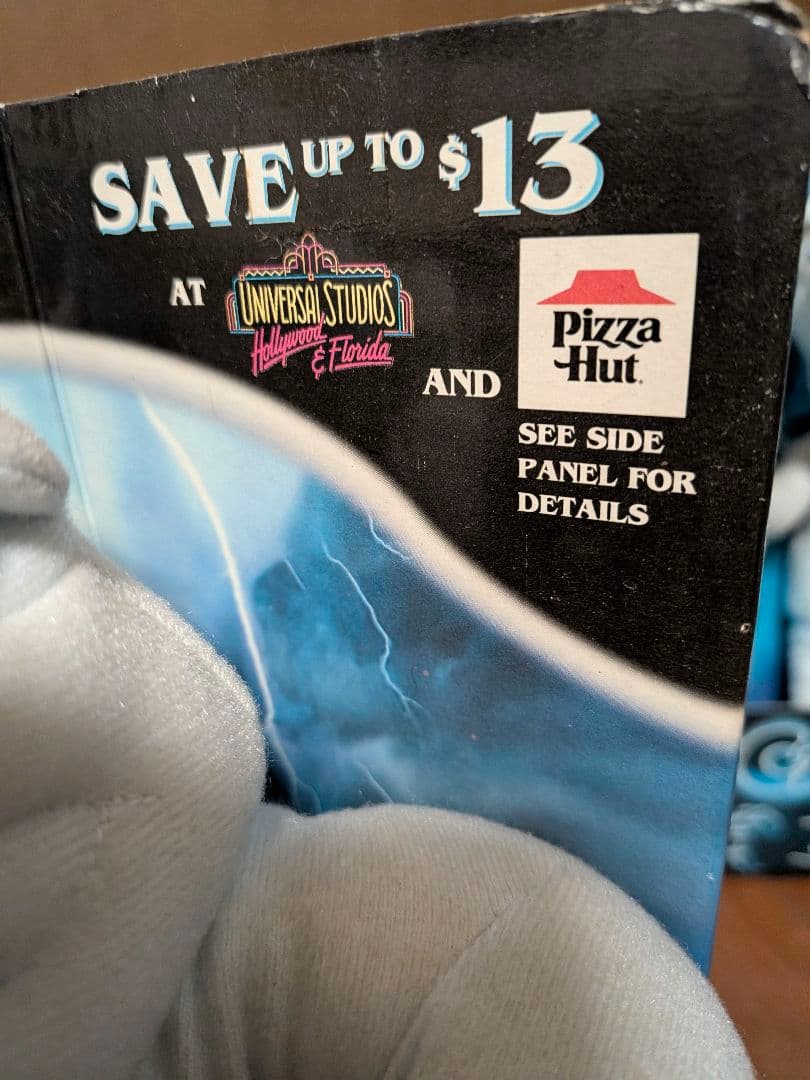 SAVE UP TO $13
AT UNIVERSAL STUDIOS
Hollywood
& Florida
AND
Pizza
Hut.
SEE SIDE
PANEL FOR
DETAILS